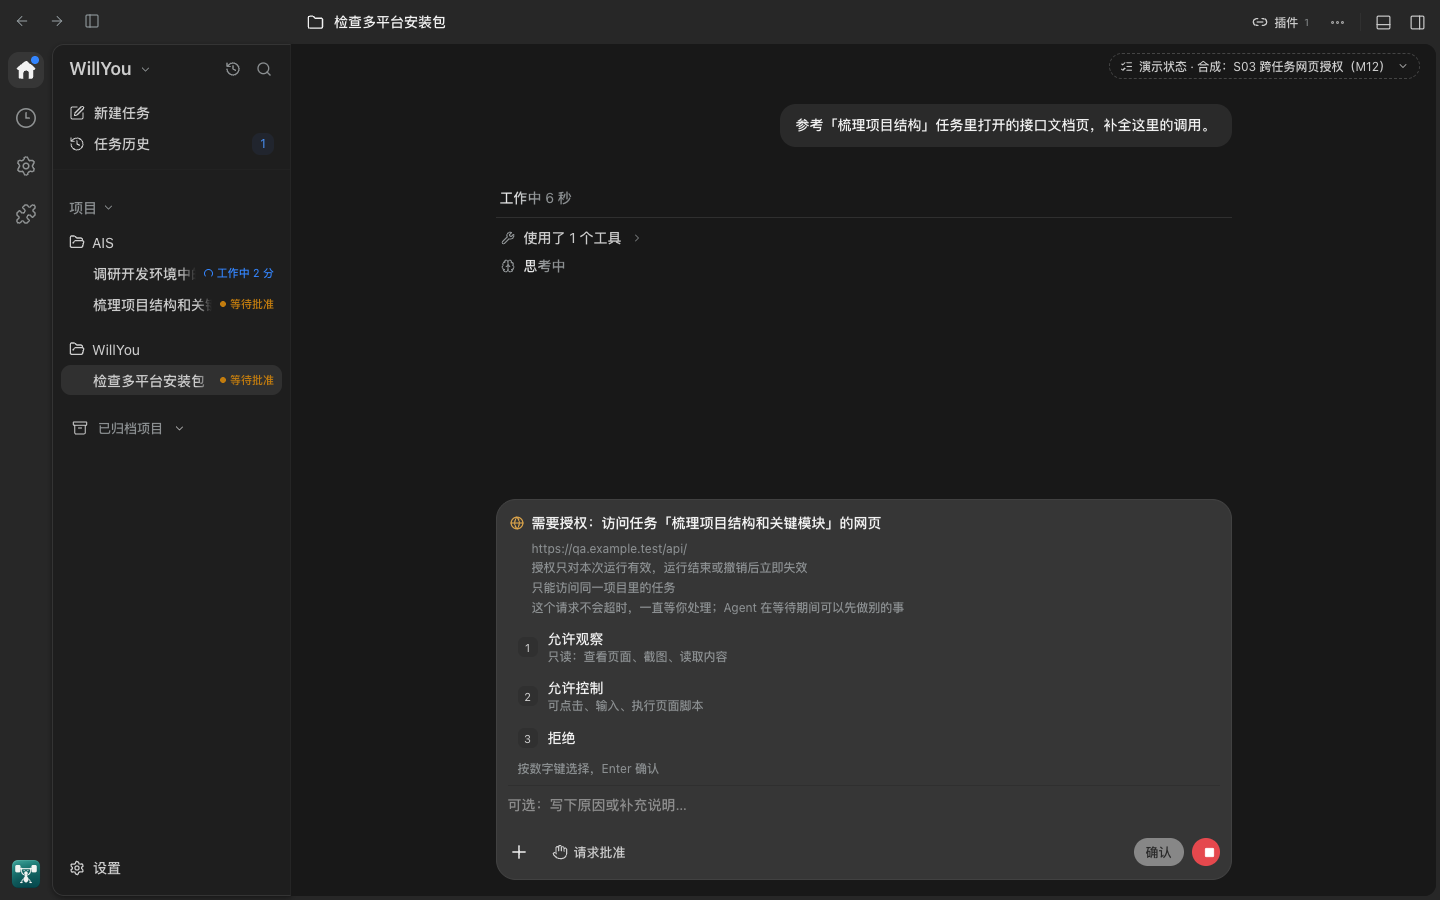 检查多平台安装包
插件 1
WillYou
演示状态 · 合成：S03 跨任务网页授权（M12）
新建任务
任务历史 1
参考「梳理项目结构」任务里打开的接口文档页，补全这里的调用。
项目
AIS
调研开发环境中 工作中 2 分
梳理项目结构和关 等待批准
WillYou
检查多平台安装包 等待批准
已归档项目
设置
工作中 6 秒
使用了 1 个工具
思考中
需要授权：访问任务「梳理项目结构和关键模块」的网页
https://qa.example.test/api/
授权只对本次运行有效，运行结束或撤销后立即失效
只能访问同一项目里的任务
这个请求不会超时，一直等你处理；Agent 在等待期间可以先做别的事
1 允许观察
只读：查看页面、截图、读取内容
2 允许控制
可点击、输入、执行页面脚本
3 拒绝
按数字键选择，Enter 确认
可选：写下原因或补充说明...
请求批准
确认